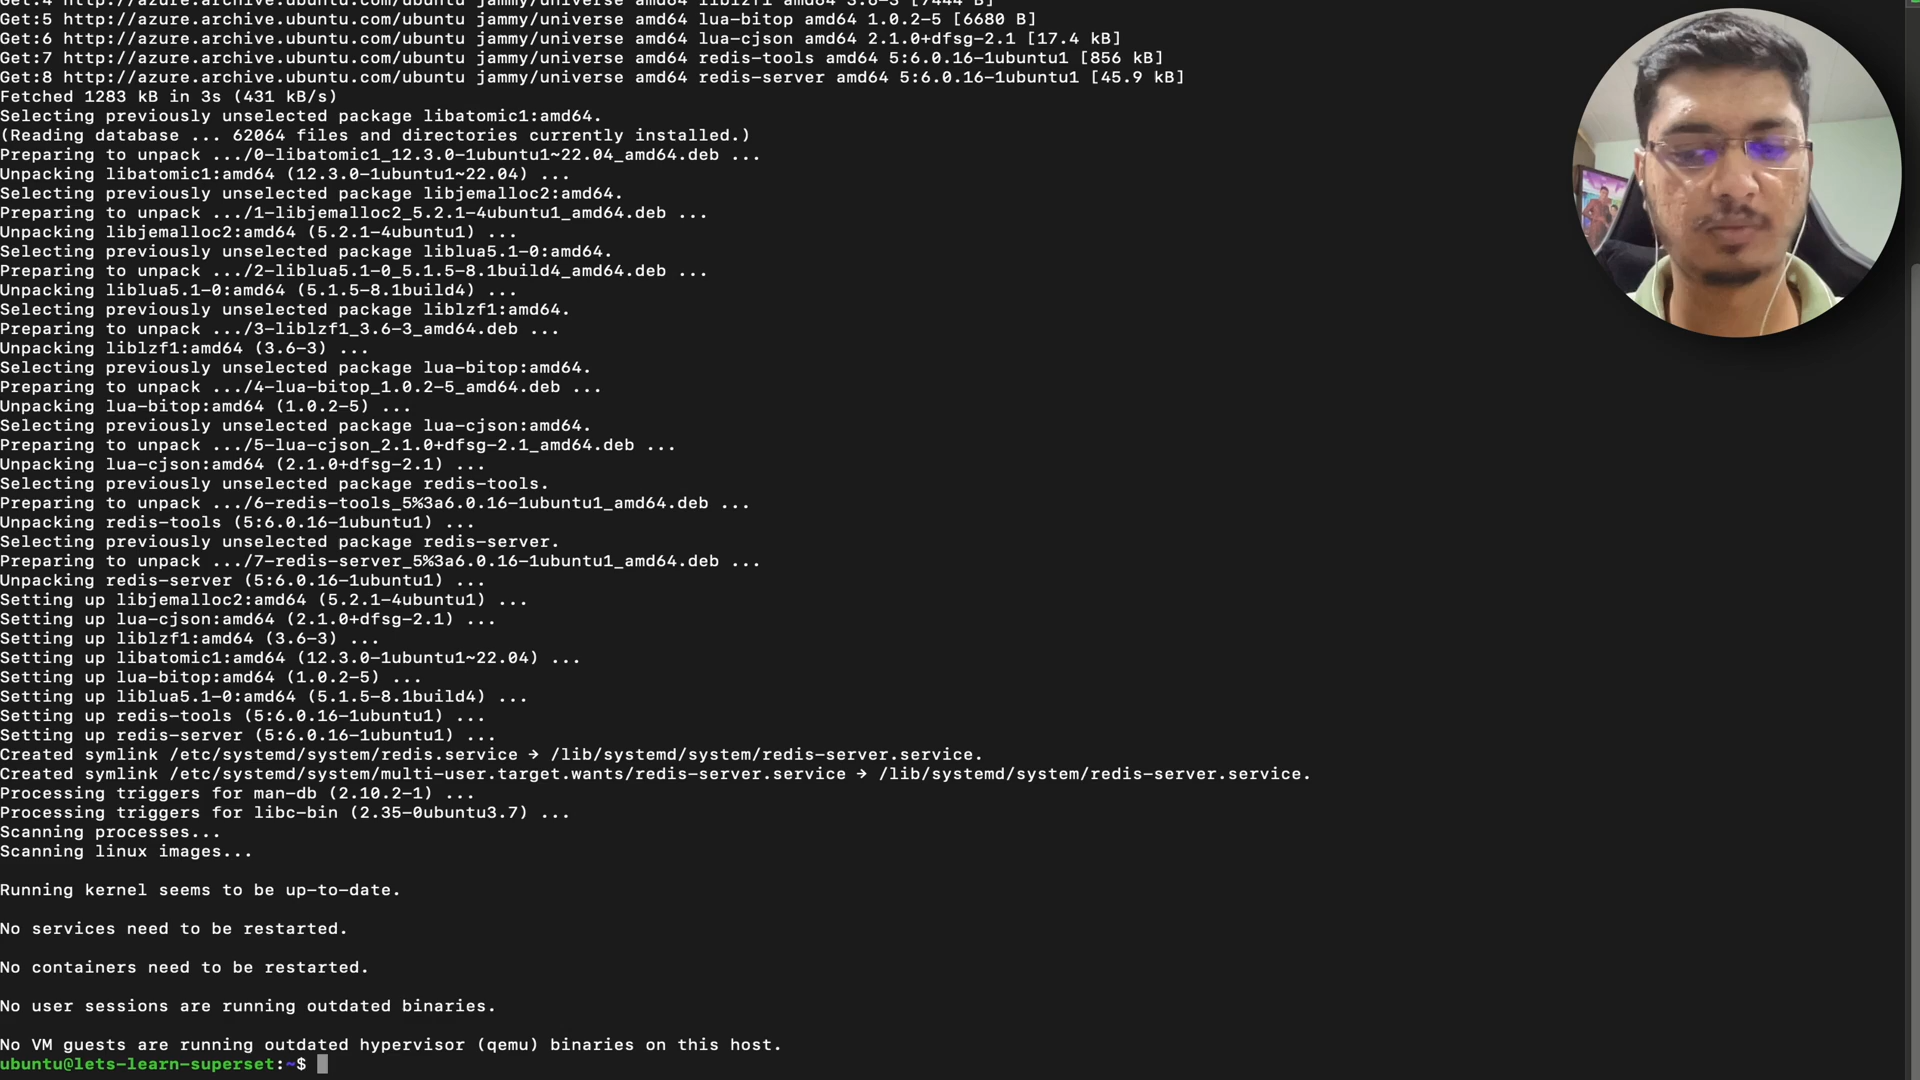 Get:4 http://azure.archive.ubuntu.com/ubuntu jammy/universe amd64 liblzf1 amd64 3.6-3 [7444 B]
Get:5 http://azure.archive.ubuntu.com/ubuntu jammy/universe amd64 lua-bitop amd64 1.0.2-5 [6680 B]
Get:6 http://azure.archive.ubuntu.com/ubuntu jammy/universe amd64 lua-cjson amd64 2.1.0+dfsg-2.1 [17.4 kB]
Get:7 http://azure.archive.ubuntu.com/ubuntu jammy/universe amd64 redis-tools amd64 5:6.0.16-1ubuntu1 [856 kB]
Get:8 http://azure.archive.ubuntu.com/ubuntu jammy/universe amd64 redis-server amd64 5:6.0.16-1ubuntu1 [45.9 kB]
Fetched 1283 kB in 3s (431 kB/s)
Selecting previously unselected package libatomic1:amd64.
(Reading database ... 62064 files and directories currently installed.)
Preparing to unpack .../0-libatomic1_12.3.0-1ubuntu1~22.04_amd64.deb ...
Unpacking libatomic1:amd64 (12.3.0-1ubuntu1~22.04) ...
Selecting previously unselected package libjemalloc2:amd64.
Preparing to unpack .../1-libjemalloc2_5.2.1-4ubuntu1_amd64.deb ...
Unpacking libjemalloc2:amd64 (5.2.1-4ubuntu1) ...
Selecting previously unselected package liblua5.1-0:amd64.
Preparing to unpack .../2-liblua5.1-0_5.1.5-8.1build4_amd64.deb ...
Unpacking liblua5.1-0:amd64 (5.1.5-8.1build4) ...
Selecting previously unselected package liblzf1:amd64.
Preparing to unpack .../3-liblzf1_3.6-3_amd64.deb ...
Unpacking liblzf1:amd64 (3.6-3) ...
Selecting previously unselected package lua-bitop:amd64.
Preparing to unpack .../4-lua-bitop_1.0.2-5_amd64.deb ...
Unpacking lua-bitop:amd64 (1.0.2-5) ...
Selecting previously unselected package lua-cjson:amd64.
Preparing to unpack .../5-lua-cjson_2.1.0+dfsg-2.1_amd64.deb ...
Unpacking lua-cjson:amd64 (2.1.0+dfsg-2.1) ...
Selecting previously unselected package redis-tools.
Preparing to unpack .../6-redis-tools_5%3a6.0.16-1ubuntu1_amd64.deb ...
Unpacking redis-tools (5:6.0.16-1ubuntu1) ...
Selecting previously unselected package redis-server.
Preparing to unpack .../7-redis-server_5%3a6.0.16-1ubuntu1_amd64.deb ...
Unpacking redis-server (5:6.0.16-1ubuntu1) ...
Setting up libjemalloc2:amd64 (5.2.1-4ubuntu1) ...
Setting up lua-cjson:amd64 (2.1.0+dfsg-2.1) ...
Setting up liblzf1:amd64 (3.6-3) ...
Setting up libatomic1:amd64 (12.3.0-1ubuntu1~22.04) ...
Setting up lua-bitop:amd64 (1.0.2-5) ...
Setting up liblua5.1-0:amd64 (5.1.5-8.1build4) ...
Setting up redis-tools (5:6.0.16-1ubuntu1) ...
Setting up redis-server (5:6.0.16-1ubuntu1) ...
Created symlink /etc/systemd/system/redis.service → /lib/systemd/system/redis-server.service.
Created symlink /etc/systemd/system/multi-user.target.wants/redis-server.service → /lib/systemd/system/redis-server.service.
Processing triggers for man-db (2.10.2-1) ...
Processing triggers for libc-bin (2.35-0ubuntu3.7) ...
Scanning processes...
Scanning linux images...
Running kernel seems to be up-to-date.
No services need to be restarted.
No containers need to be restarted.
No user sessions are running outdated binaries.
No VM guests are running outdated hypervisor (qemu) binaries on this host.
ubuntu@lets-learn-superset:~$